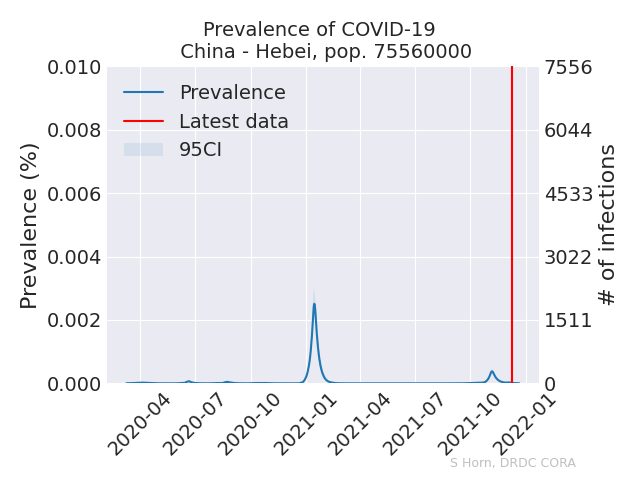 Prevalence of COVID-19
China - Hebei, pop. 75560000
Prevalence
Latest data
95CI
Prevalence (%)
0.010
0.008
0.006
0.004
0.002
0.000
# of infections
7556
6044
4533
3022
1511
0
2020-04
2020-07
2020-10
2021-01
2021-04
2021-07
2021-10
2022-01
S Horn, DRDC CORA